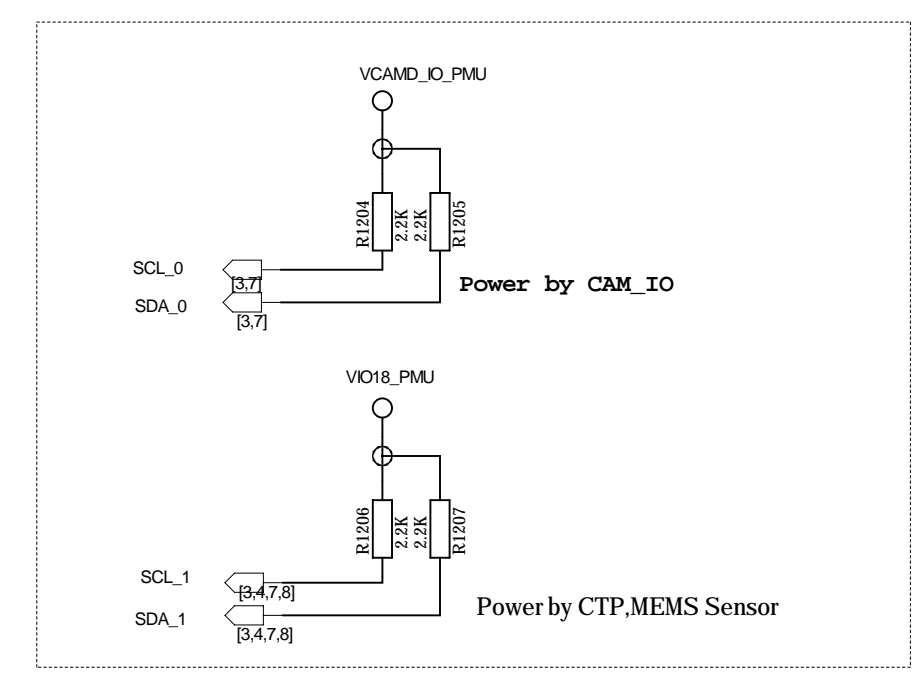 VCAMD_IO_PMU
R1204
2.2K
2.2K
R1205
SCL_0
[3,7]
Power by CAM_IO
SDA_0
[3,7]
VIO18_PMU
R1206
2.2K
2.2K
R1207
SCL_1
[3,4,7,8]
Power by CTP,MEMS Sensor
SDA_1
[3,4,7,8]